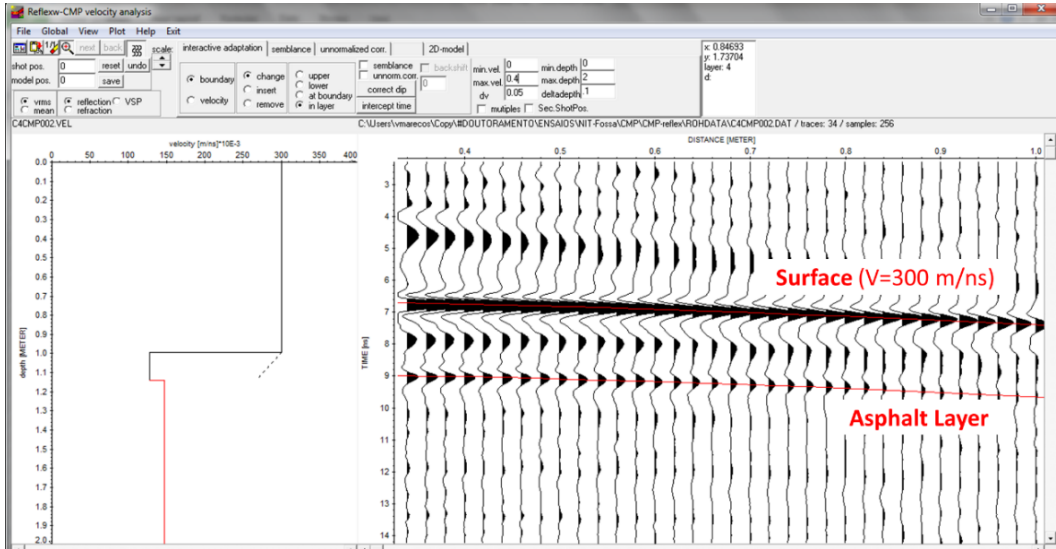 Reflexw-CMP velocity analysis
File Global View Plot Help Exit
next back scale:
shot pos. 0 reset undo
model pos. 0 save
vrms reflection VSP
mean refraction
interactive adaptation semblance unnormalized corr. 2D-model
boundary change upper
insert lower
velocity remove at boundary
in layer
semblance backshift
unnorm.corr. 0
correct dip
intercept time
min.vel. 0 min.depth 0
max.vel. 0.4 max.depth 2
dv 0.05 deltadepth .1
mutiples Sec.ShotPos.
x: 0.84693
y: 1.73704
layer: 4
d:
C4CMP002.VEL
C:\Users\vmarecos\Copy\#DOUTORAMENTO\ENSAIOS\NIT-Fossa\CMP\CMP-reflex\ROHDATA\C4CMP002.DAT / traces: 34 / samples: 256
velocity [m/ns]*10E-3
0 50 100 150 200 250 300 350 400
depth [METER]
0.0
0.1
0.2
0.3
0.4
0.5
0.6
0.7
0.8
0.9
1.0
1.1
1.2
1.3
1.4
1.5
1.6
1.7
1.8
1.9
2.0
DISTANCE [METER]
0.4 0.5 0.6 0.7 0.8 0.9 1.0
TIME [ns]
3
4
5
6
7
8
9
10
11
12
13
14
Surface (V=300 m/ns)
Asphalt Layer